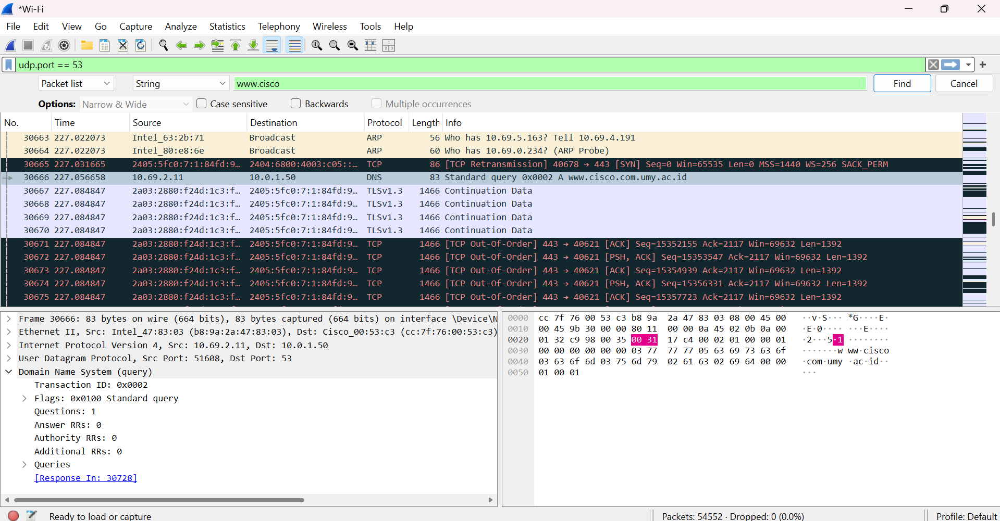 *Wi-Fi
File Edit View Go Capture Analyze Statistics Telephony Wireless Tools Help
udp.port == 53
Packet list String www.cisco Find Cancel
Options: Narrow & Wide Case sensitive Backwards Multiple occurrences
No. Time Source Destination Protocol Length Info
30663 227.022073 Intel_63:2b:71 Broadcast ARP 56 Who has 10.69.5.163? Tell 10.69.4.191
30664 227.022073 Intel_80:e8:6e Broadcast ARP 60 Who has 10.69.0.234? (ARP Probe)
30665 227.031665 2405:5fc0:7:1:84fd:9… 2404:6800:4003:c05::… TCP 86 [TCP Retransmission] 40678 → 443 [SYN] Seq=0 Win=65535 Len=0 MSS=1440 WS=256 SACK_PERM
30666 227.056658 10.69.2.11 10.0.1.50 DNS 83 Standard query 0x0002 A www.cisco.com.umy.ac.id
30667 227.084847 2a03:2880:f24d:1c3:f… 2405:5fc0:7:1:84fd:9… TLSv1.3 1466 Continuation Data
30668 227.084847 2a03:2880:f24d:1c3:f… 2405:5fc0:7:1:84fd:9… TLSv1.3 1466 Continuation Data
30669 227.084847 2a03:2880:f24d:1c3:f… 2405:5fc0:7:1:84fd:9… TLSv1.3 1466 Continuation Data
30670 227.084847 2a03:2880:f24d:1c3:f… 2405:5fc0:7:1:84fd:9… TLSv1.3 1466 Continuation Data
30671 227.084847 2a03:2880:f24d:1c3:f… 2405:5fc0:7:1:84fd:9… TCP 1466 [TCP Out-Of-Order] 443 → 40621 [ACK] Seq=15352155 Ack=2117 Win=69632 Len=1392
30672 227.084847 2a03:2880:f24d:1c3:f… 2405:5fc0:7:1:84fd:9… TCP 1466 [TCP Out-Of-Order] 443 → 40621 [PSH, ACK] Seq=15353547 Ack=2117 Win=69632 Len=1392
30673 227.084847 2a03:2880:f24d:1c3:f… 2405:5fc0:7:1:84fd:9… TCP 1466 [TCP Out-Of-Order] 443 → 40621 [ACK] Seq=15354939 Ack=2117 Win=69632 Len=1392
30674 227.084847 2a03:2880:f24d:1c3:f… 2405:5fc0:7:1:84fd:9… TCP 1466 [TCP Out-Of-Order] 443 → 40621 [PSH, ACK] Seq=15356331 Ack=2117 Win=69632 Len=1392
30675 227.084847 2a03:2880:f24d:1c3:f… 2405:5fc0:7:1:84fd:9… TCP 1466 [TCP Out-Of-Order] 443 → 40621 [ACK] Seq=15357723 Ack=2117 Win=69632 Len=1392
Frame 30666: 83 bytes on wire (664 bits), 83 bytes captured (664 bits) on interface \Device\N
Ethernet II, Src: Intel_47:83:03 (b8:9a:2a:47:83:03), Dst: Cisco_00:53:c3 (cc:7f:76:00:53:c3)
Internet Protocol Version 4, Src: 10.69.2.11, Dst: 10.0.1.50
User Datagram Protocol, Src Port: 51608, Dst Port: 53
Domain Name System (query)
Transaction ID: 0x0002
Flags: 0x0100 Standard query
Questions: 1
Answer RRs: 0
Authority RRs: 0
Additional RRs: 0
Queries
[Response In: 30728]
0000 cc 7f 76 00 53 c3 b8 9a 2a 47 83 03 08 00 45 00 ··v·S··· *G····E·
0010 00 45 9b 30 00 00 80 11 00 00 0a 45 02 0b 0a 00 ·E·0···· ···E····
0020 01 32 c9 98 00 35 00 31 17 c4 00 02 01 00 00 01 ·2···5·1 ········
0030 00 00 00 00 00 00 03 77 77 77 05 63 69 73 63 6f ·······w ww·cisco
0040 03 63 6f 6d 03 75 6d 79 02 61 63 02 69 64 00 00 ·com·umy ·ac·id··
0050 01 00 01 ···
Ready to load or capture Packets: 54552 · Dropped: 0 (0.0%) Profile: Default